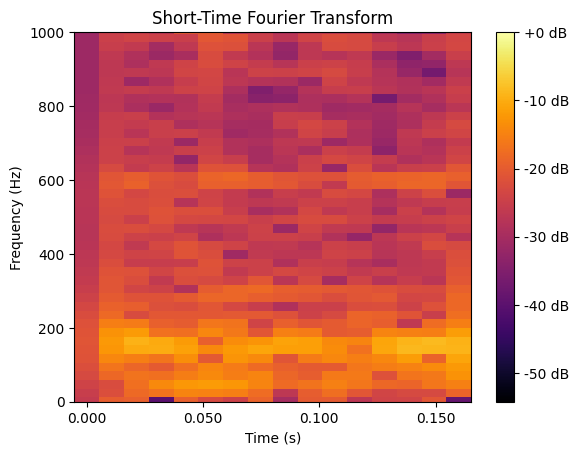 Short-Time Fourier Transform
1000
800
600
400
200
0
Frequency (Hz)
0.000
0.050
0.100
0.150
Time (s)
+0 dB
-10 dB
-20 dB
-30 dB
-40 dB
-50 dB